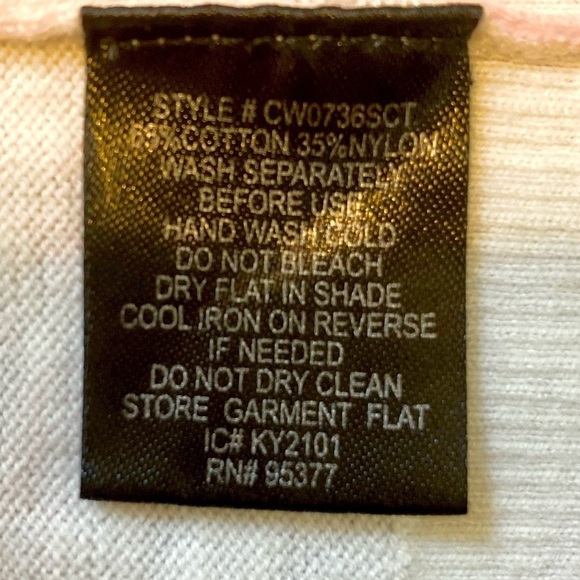 STYLE # CW0736SCT
65%COTTON 35%NYLON
WASH SEPARATELY
BEFORE USE
HAND WASH COLD
DO NOT BLEACH
DRY FLAT IN SHADE
COOL IRON ON REVERSE
IF NEEDED
DO NOT DRY CLEAN
STORE GARMENT FLAT
IC# KY2101
RN# 95377